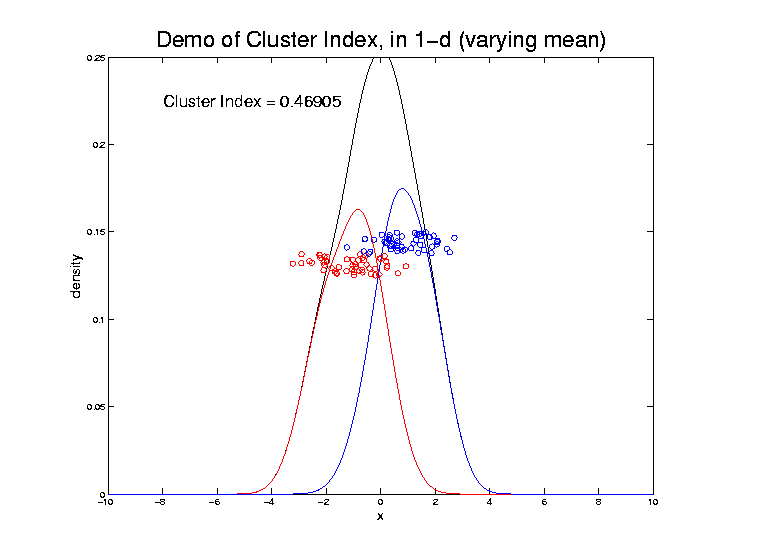 Demo of Cluster Index, in 1-d (varying mean)
0.25
Cluster Index = 0.46905
0.2
0.15
density
0.1
0.05
0
-10 -8 -6 -4 -2 0 2 4 6 8 10
x